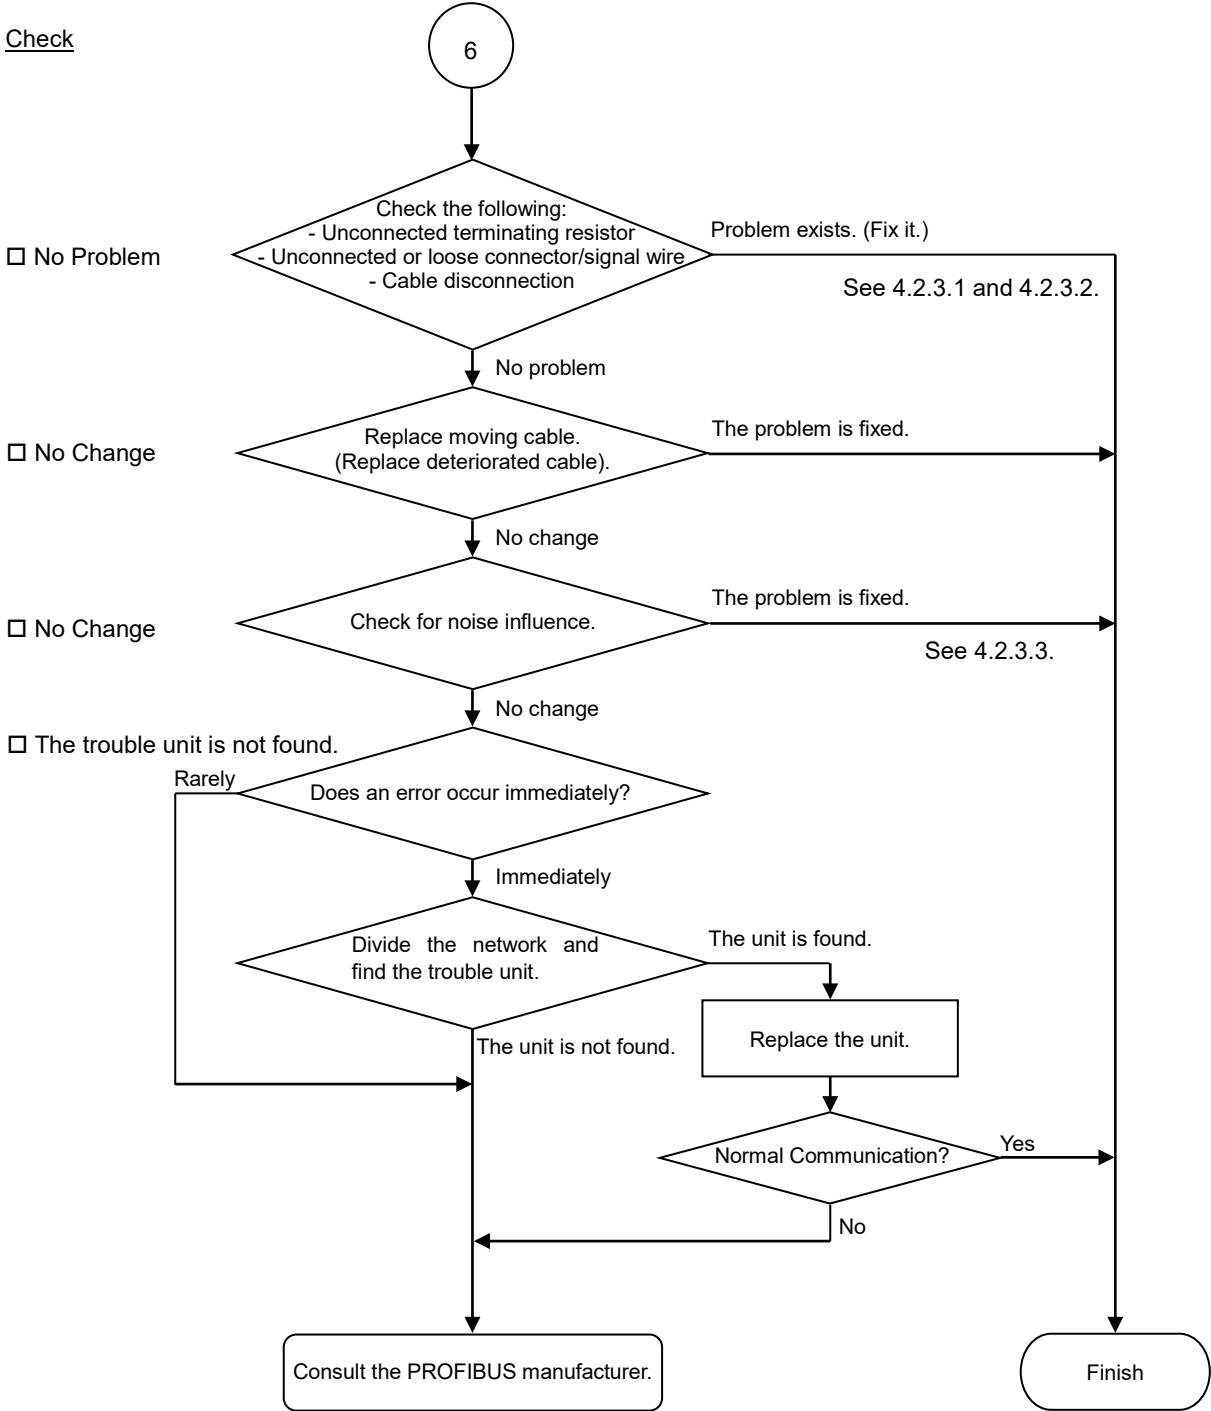 Check
6
Check the following:
- Unconnected terminating resistor
- Unconnected or loose connector/signal wire
- Cable disconnection
Problem exists. (Fix it.)
☐ No Problem
See 4.2.3.1 and 4.2.3.2.
No problem
Replace moving cable.
(Replace deteriorated cable).
The problem is fixed.
☐ No Change
No change
Check for noise influence.
The problem is fixed.
☐ No Change
See 4.2.3.3.
No change
☐ The trouble unit is not found.
Rarely
Does an error occur immediately?
Immediately
Divide the network and
find the trouble unit.
The unit is found.
The unit is not found.
Replace the unit.
Normal Communication?
Yes
No
Consult the PROFIBUS manufacturer.
Finish